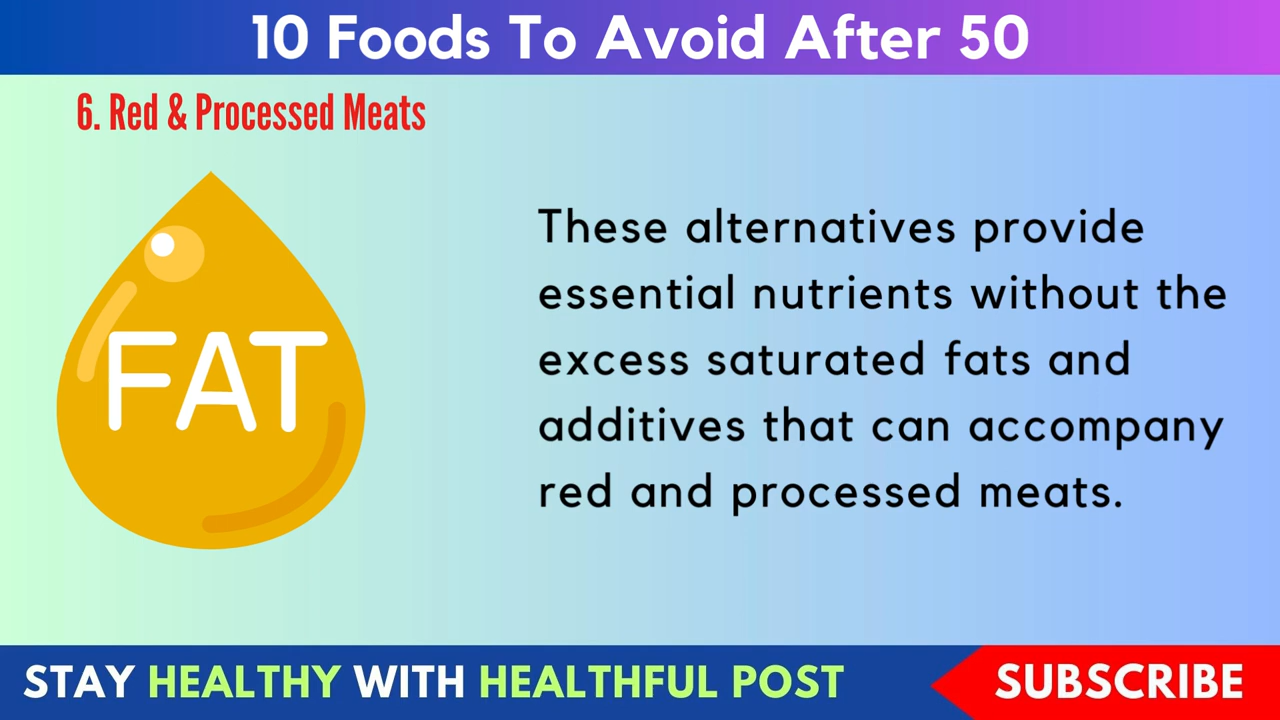 10 Foods To Avoid After 50
6. Red & Processed Meats
FAT
These alternatives provide
essential nutrients without the
excess saturated fats and
additives that can accompany
red and processed meats.
STAY HEALTHY WITH HEALTHFUL POST
SUBSCRIBE